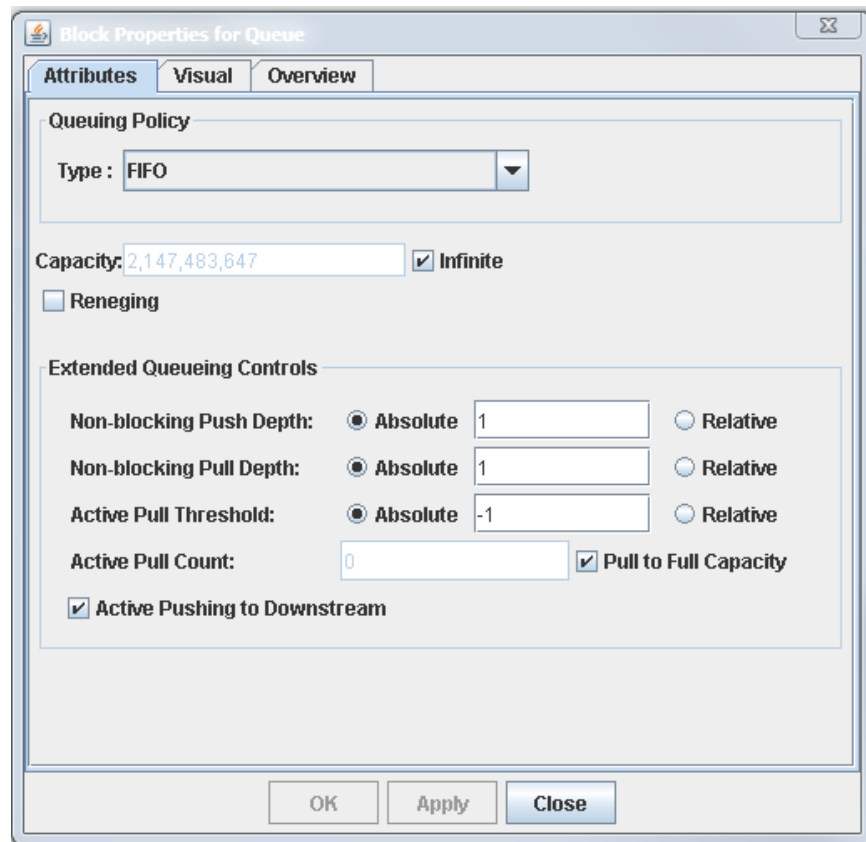 Block Properties for Queue
Attributes Visual Overview
Queuing Policy
Type : FIFO
Capacity: 2,147,483,647 Infinite
Reneging
Extended Queueing Controls
Non-blocking Push Depth: Absolute 1 Relative
Non-blocking Pull Depth: Absolute 1 Relative
Active Pull Threshold: Absolute -1 Relative
Active Pull Count: 0 Pull to Full Capacity
Active Pushing to Downstream
OK Apply Close